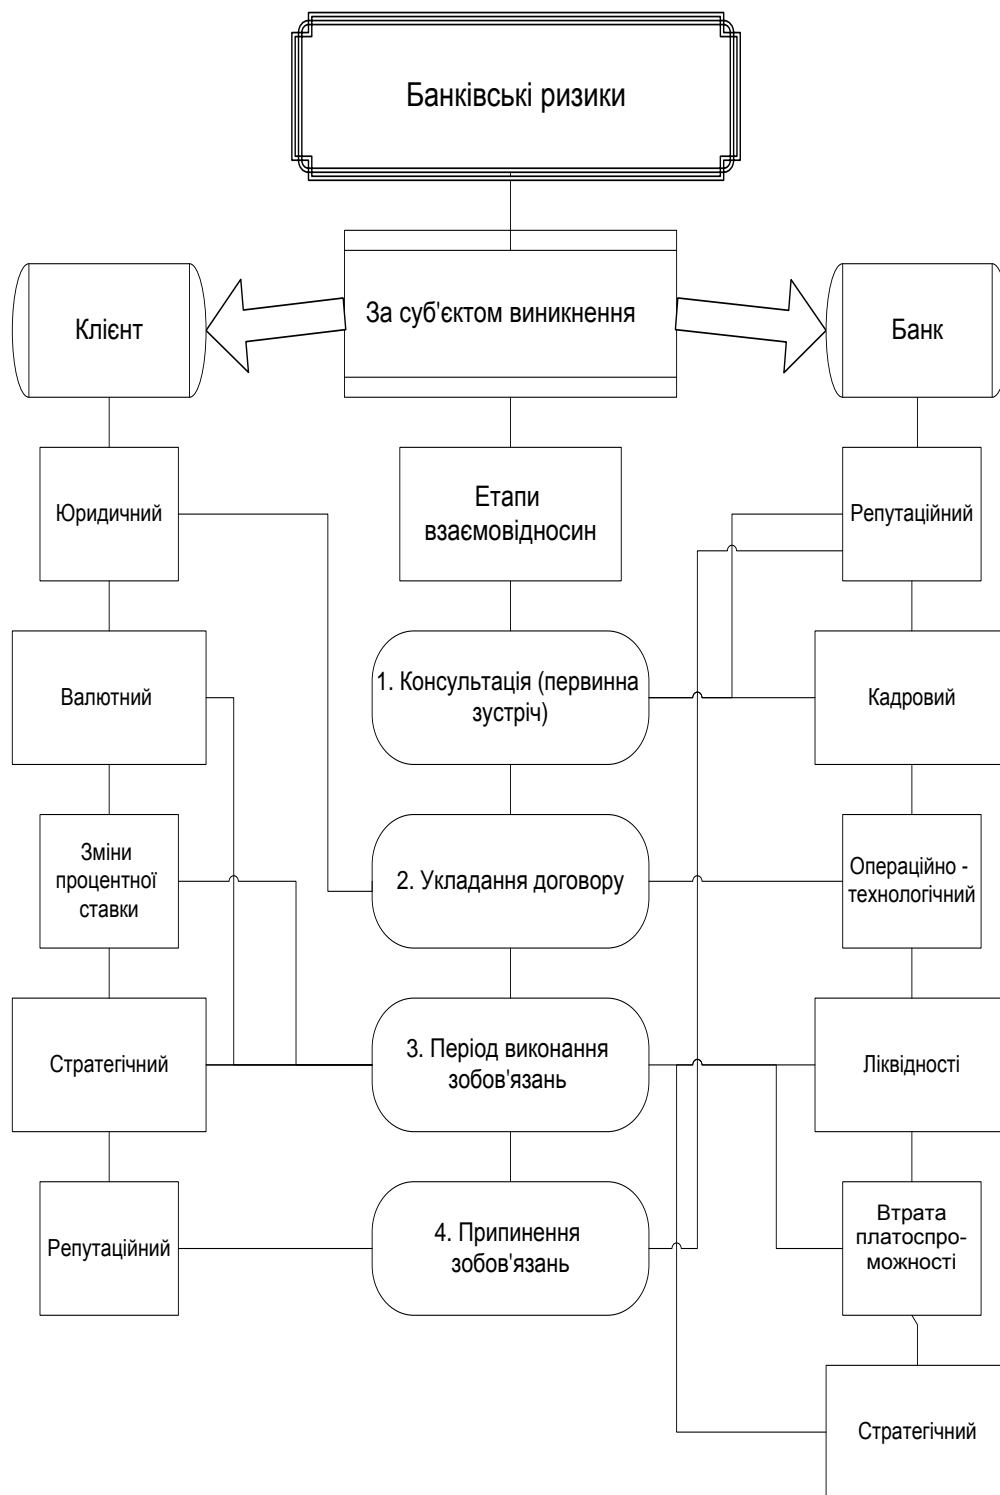 Банківські ризики
За суб'єктом виникнення
Клієнт
Банк
Юридичний
Етапи
взаємовідносин
Репутаційний
Валютний
1. Консультація (первинна
зустріч)
Кадровий
Зміни
процентної
ставки
2. Укладання договору
Операційно -
технологічний
Стратегічний
3. Період виконання
зобов'язань
Ліквідності
Репутаційний
4. Припинення
зобов'язань
Втрата
платоспро-
можності
Стратегічний